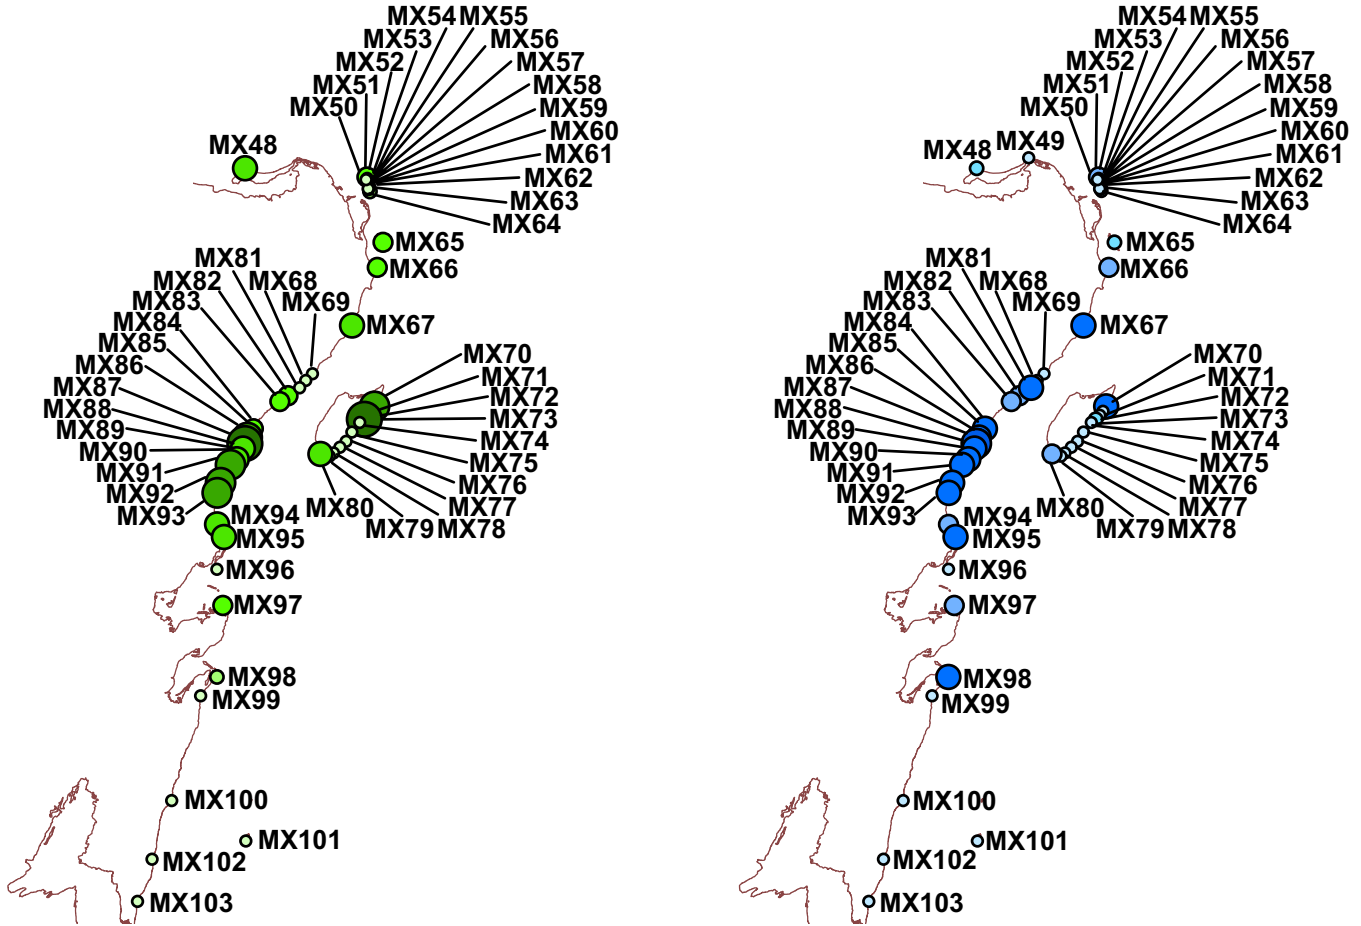 MX54 MX55
MX53 MX56
MX52 MX57
MX51 MX58
MX50 MX59
MX60
MX48 MX61
MX62
MX63
MX64
MX65
MX66
MX81
MX82 MX68
MX83 MX69
MX84 MX67
MX85
MX86 MX70
MX87 MX71
MX88 MX72
MX89 MX73
MX90 MX74
MX91 MX75
MX92 MX76
MX93 MX80 MX77
MX94 MX79 MX78
MX95
MX96
MX97
MX98
MX99
MX100
MX101
MX102
MX103
MX54 MX55
MX53 MX56
MX52 MX57
MX51 MX58
MX50 MX59
MX60
MX48 MX49 MX61
MX62
MX63
MX64
MX65
MX66
MX81
MX82 MX68
MX83 MX69
MX84 MX67
MX85
MX86 MX70
MX87 MX71
MX88 MX72
MX89 MX73
MX90 MX74
MX91 MX75
MX92 MX76
MX93 MX80 MX77
MX94 MX79 MX78
MX95
MX96
MX97
MX98
MX99
MX100
MX101
MX102
MX103